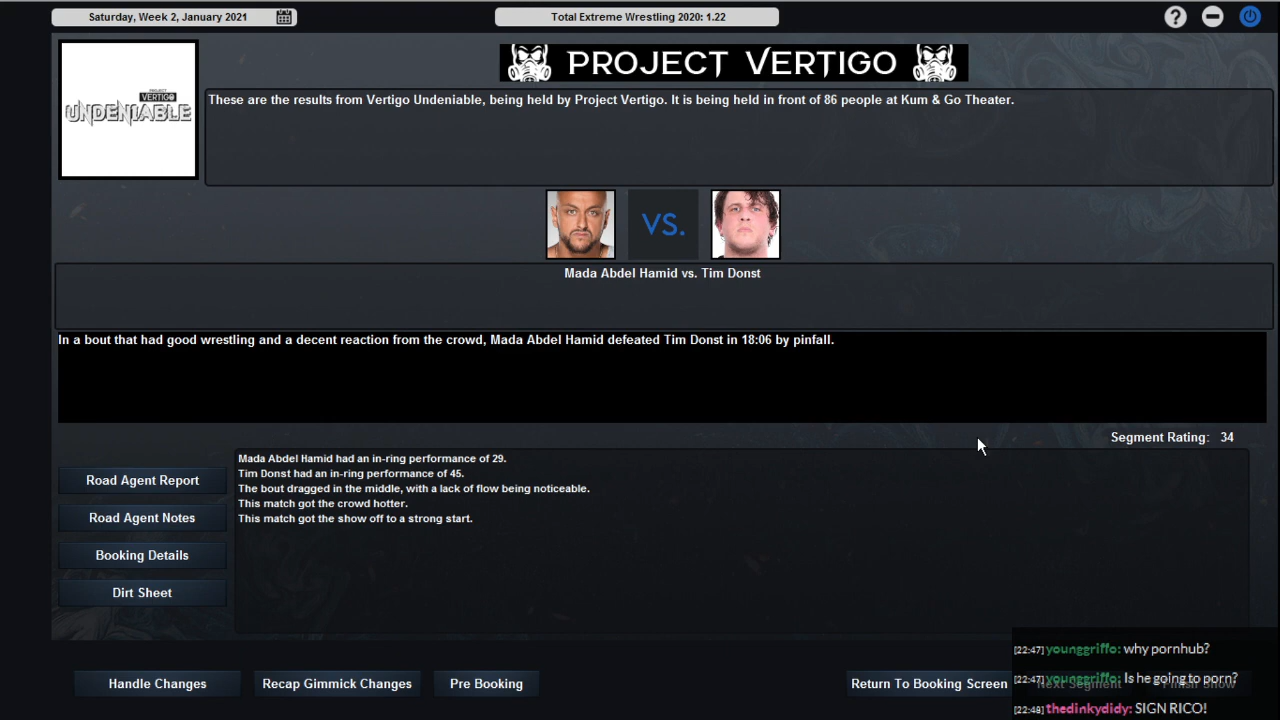 Saturday, Week 2, January 2021
Total Extreme Wrestling 2020: 1.22
?
PROJECT VERTIGO
PROJECT
VERTIGO
UNDENIABLE
These are the results from Vertigo Undeniable, being held by Project Vertigo. It is being held in front of 86 people at Kum & Go Theater.
VS.
Mada Abdel Hamid vs. Tim Donst
In a bout that had good wrestling and a decent reaction from the crowd, Mada Abdel Hamid defeated Tim Donst in 18:06 by pinfall.
Segment Rating: 34
Road Agent Report
Road Agent Notes
Booking Details
Dirt Sheet
Mada Abdel Hamid had an in-ring performance of 29.
Tim Donst had an in-ring performance of 45.
The bout dragged in the middle, with a lack of flow being noticeable.
This match got the crowd hotter.
This match got the show off to a strong start.
Handle Changes
Recap Gimmick Changes
Pre Booking
Return To Booking Screen
Next Segment
Finish Show
[22:47] younggriffo: why pornhub?
[22:47] younggriffo: Is he going to porn?
[22:48] thedinkydidy: SIGN RICO!